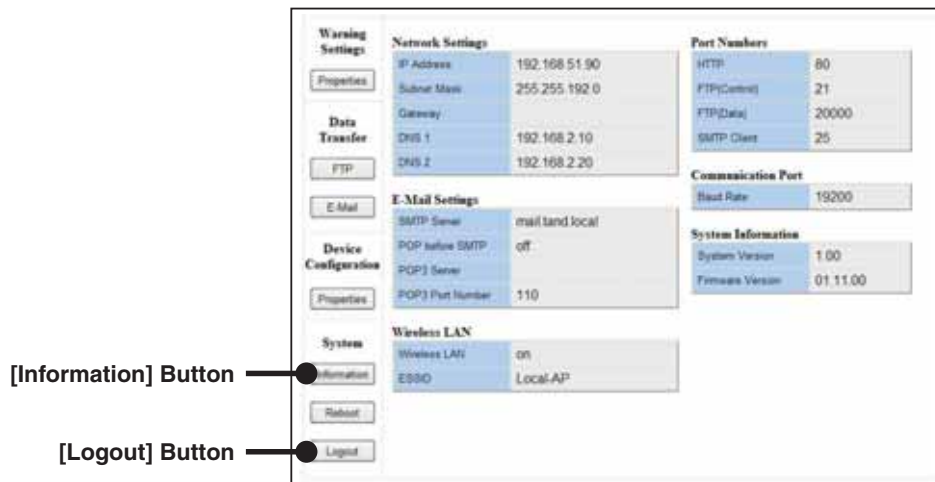 Warning
Settings
Properties
Data
Transfer
FTP
E-Mail
Device
Configuration
Properties
System
Information
Reboot
Logout
[Information] Button
[Logout] Button
Network Settings
IP Address 192.168.51.90
Subnet Mask 255.255.192.0
Gateway
DNS 1 192.168.2.10
DNS 2 192.168.2.20
E-Mail Settings
SMTP Server mail.tand.local
POP before SMTP off
POP3 Server
POP3 Port Number 110
Wireless LAN
Wireless LAN on
ESSID Local-AP
Port Numbers
HTTP 80
FTP(Control) 21
FTP(Data) 20000
SMTP Client 25
Communication Port
Baud Rate 19200
System Information
System Version 1.00
Firmware Version 01.11.00